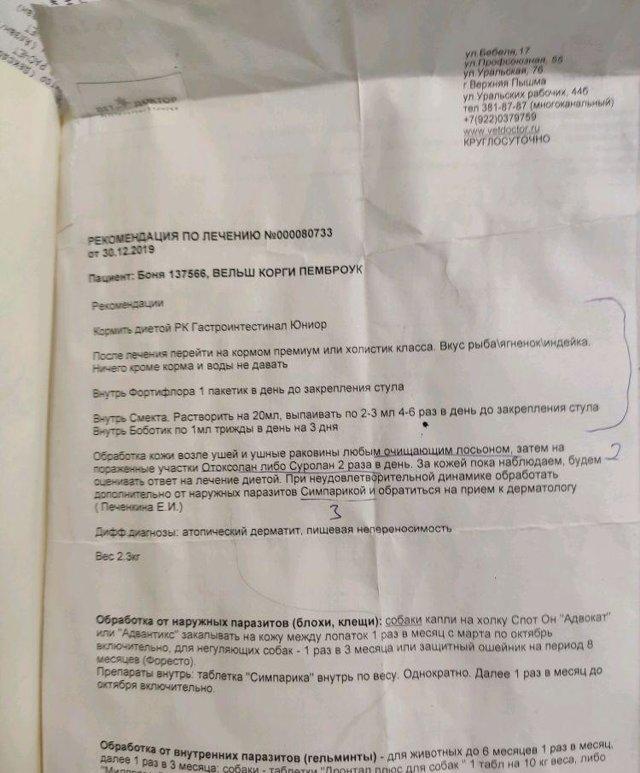 ВЕТ ДОКТОР
ул.Бебеля,17
ул.Профсоюзная, 55
ул.Уральская, 76
г.Верхняя Пышма
ул.Уральских рабочих, 44б
тел 381-87-87 (многоканальный)
+7(922)0379759
www.vetdoctor.ru
КРУГЛОСУТОЧНО
РЕКОМЕНДАЦИЯ ПО ЛЕЧЕНИЮ №000080733
от 30.12.2019
Пациент: Боня 137566, ВЕЛЬШ КОРГИ ПЕМБРОУК
Рекомендации
Кормить диетой РК Гастроинтестинал Юниор
После лечения перейти на кормом премиум или холистик класса. Вкус рыба\ягненок\индейка.
Ничего кроме корма и воды не давать
Внутрь Фортифлора 1 пакетик в день до закрепления стула
Внутрь Смекта. Растворить на 20мл, выпаивать по 2-3 мл 4-6 раз в день до закрепления стула
Внутрь Боботик по 1мл трижды в день на 3 дня
Обработка кожи возле ушей и ушные раковины любым очищающим лосьоном, затем на
пораженные участки Отоксолан либо Суролан 2 раза в день. За кожей пока наблюдаем, будем 2
оценивать ответ на лечение диетой. При неудовлетворительной динамике обработать
дополнительно от наружных паразитов Симпарикой и обратиться на прием к дерматологу
( Печенкина Е.И.)
3
Дифф.диагнозы: атопический дерматит, пищевая непереносимость
Вес 2.3кг
Обработка от наружных паразитов (блохи, клещи): собаки капли на холку Спот Он "Адвокат"
или "Адвантикс" закапывать на кожу между лопаток 1 раз в месяц с марта по октябрь
включительно, для негуляющих собак - 1 раз в 3 месяца или защитный ошейник на период 8
месяцев (Форесто).
Препараты внутрь: таблетка "Симпарика" внутрь по весу. Однократно. Далее 1 раз в месяц до
октября включительно.
Обработка от внутренних паразитов (гельминты) - для животных до 6 месяцев 1 раз в месяц,
далее 1 раз в 3 месяца: собаки - таблетки "Дронтал плюс для собак " 1 табл на 10 кг веса, либо